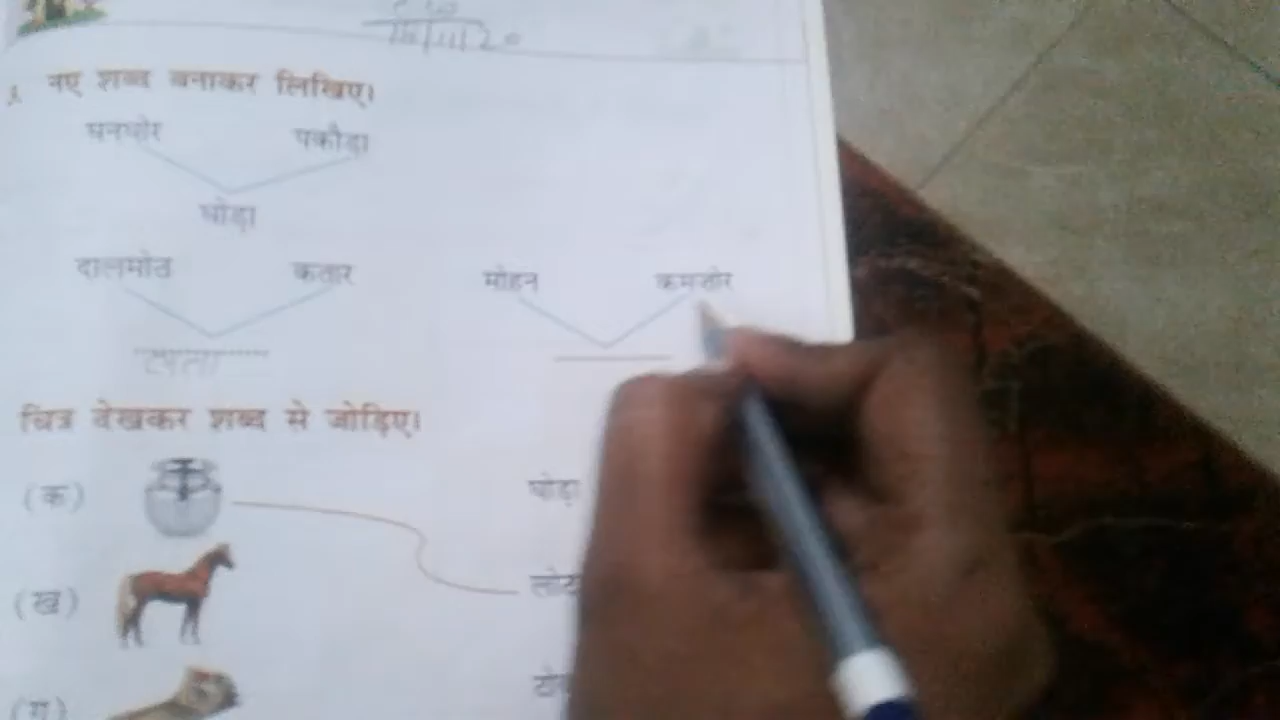 नए शब्द बनाकर लिखिए।
घनघोर पकौड़ा
घोड़ा
दालमोठ कतार मोहन कमजोर
चित्र देखकर शब्द से जोड़िए।
(क) घोड़ा
(ख)
(ग)